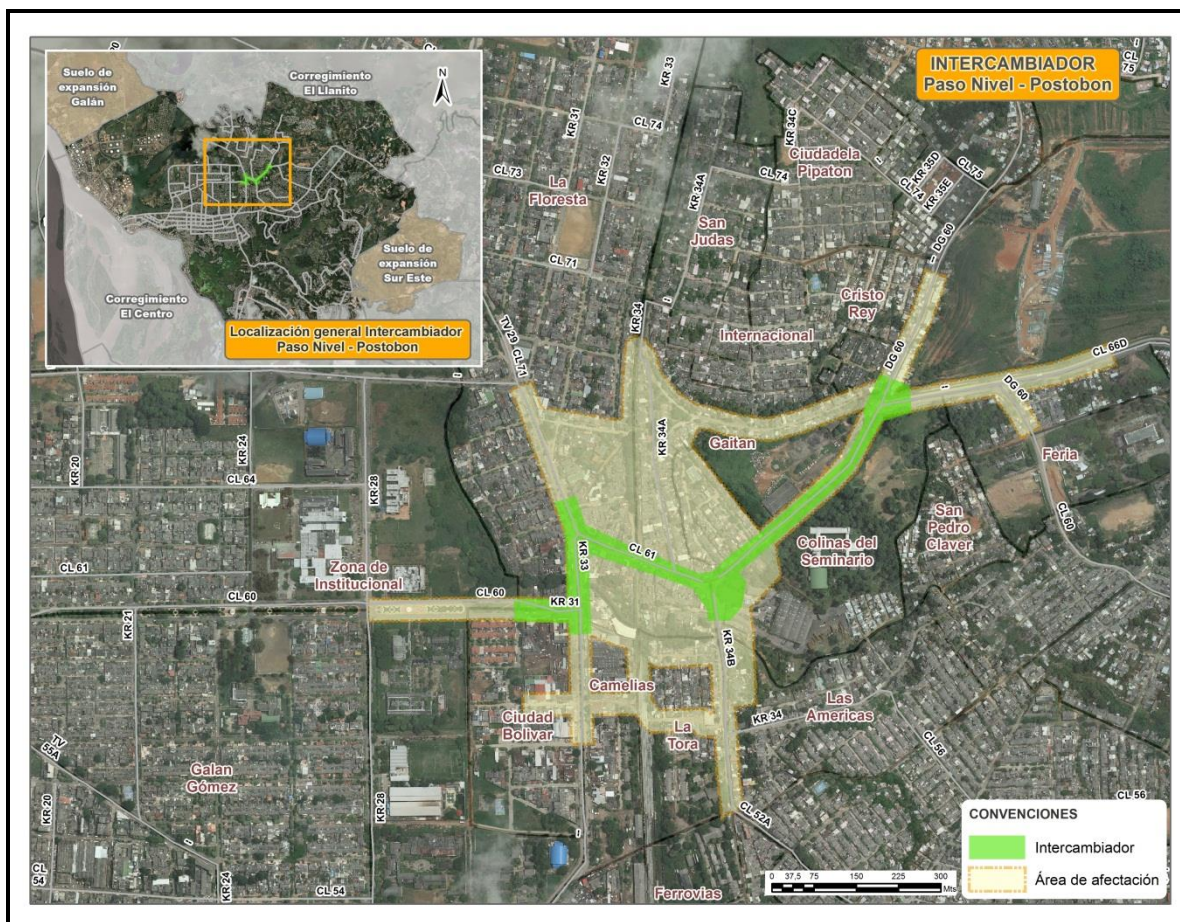 INTERCAMBIADOR
Paso Nivel - Postobon
Suelo de
expansión
Galán
Corregimiento
El Llanito
N
Suelo de
expansión
Sur Este
Corregimiento
El Centro
Localización general Intercambiador
Paso Nivel - Postobon
KR 33
KR 31
CL 74
KR 32
CL 73
La
Floresta
KR 34A
CL 74
San
Judas
CL 71
KR 34C
Ciudadela
Pipaton
KR 35D
CL 75
CL 74
KR 35E
CL
75
DG 60
Cristo
Rey
Internacional
KR 34
TV 29
CL 71
DG 60
CL 66D
DG 60
KR 34A
Gaitan
Feria
KR 20
KR 24
KR 28
CL 64
San
Pedro
Claver
CL 60
Colinas del
Seminario
KR 33
CL 61
Zona de
Institucional
CL 61
CL 60
CL 60
KR 31
KR 21
KR 34B
Camelias
Ciudad
Bolivar
La
Tora
KR 34
Las
Americas
CL 56
CL 56
TV
55A
Galan
Gómez
KR 20
KR 28
CL 52A
KR 24
CL
54
CL 54
Ferrovias
CONVENCIONES
Intercambiador
Área de afectación
0 37,5 75 150 225 300
Mts